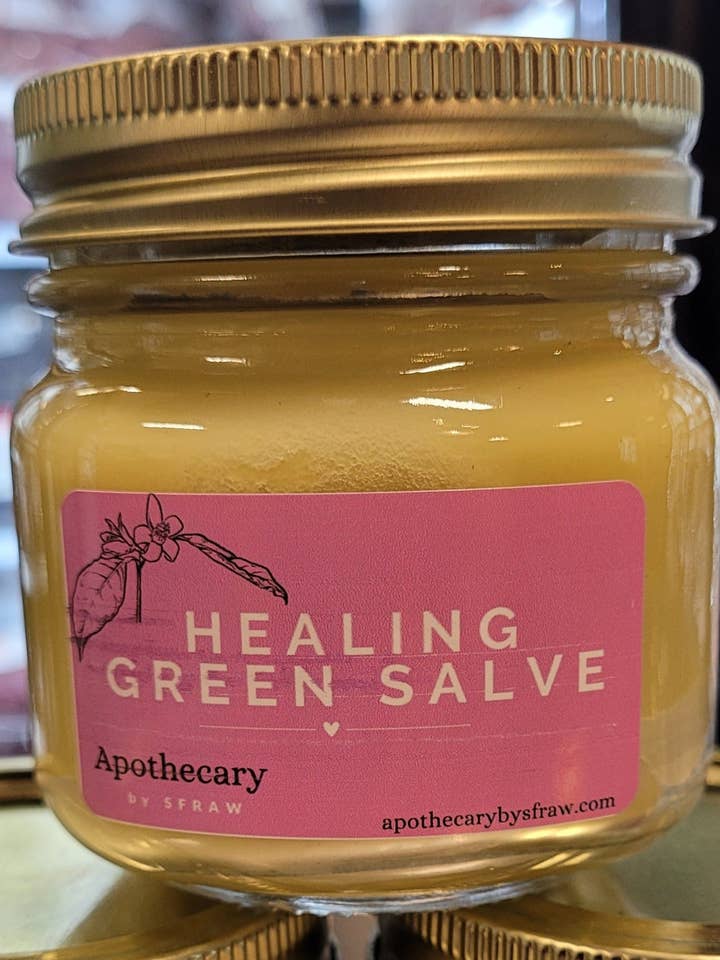 HEALING
GREEN SALVE
Apothecary
by SFRAW
apothecarybysfraw.com